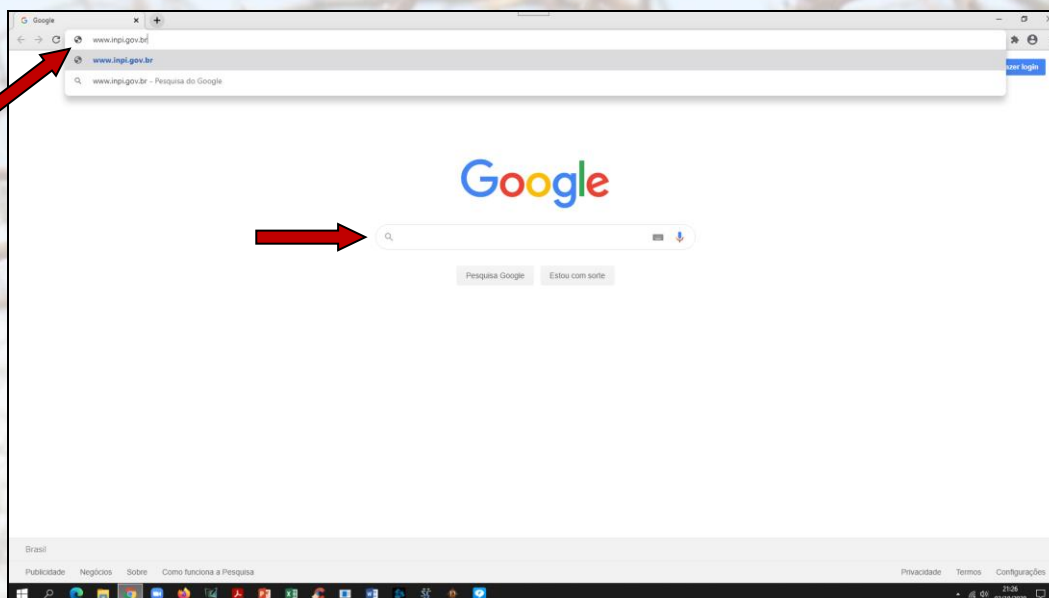 Google
www.inpi.gov.br
www.inpi.gov.br
www.inpi.gov.br - Pesquisa do Google
login
Google
Pesquisa Google
Estou com sorte
Brasil
Publicidade Negócios Sobre Como funciona a Pesquisa
Privacidade Termos Configurações
21:26